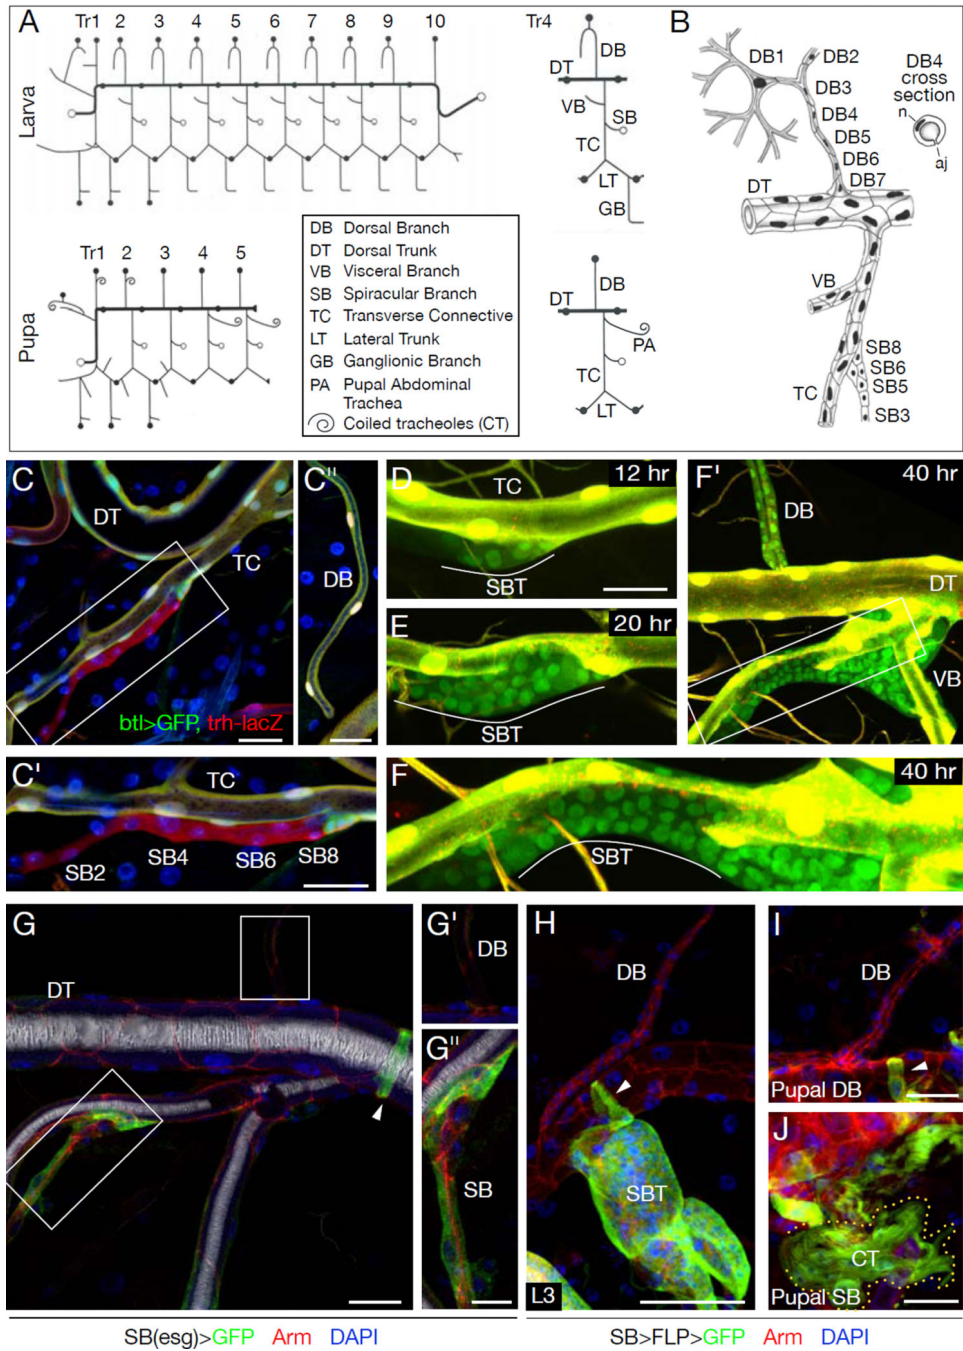 A
Tr1 2 3 4 5 6 7 8 9 10
Larva
Tr4
DB
DT
VB
SB
TC
LT
GB
B
DB1
DB2
DB3
DB4
DB5
DB6
DB7
DT
VB
TC
SB8
SB6
SB5
SB3
DB4
cross
section
n
aj
Tr1 2 3 4 5
Pupa
DB Dorsal Branch
DT Dorsal Trunk
VB Visceral Branch
SB Spiracular Branch
TC Transverse Connective
LT Lateral Trunk
GB Ganglionic Branch
PA Pupal Abdominal
Trachea
Coiled tracheoles (CT)
DB
DT
PA
TC
LT
C
DT
TC
btl>GFP, trh-lacZ
C"
DB
D
TC
12 hr
SBT
E
20 hr
SBT
F'
40 hr
DB
DT
VB
C'
TC
SB2
SB4
SB6
SB8
F
40 hr
SBT
G
DT
G'
DB
G"
SB
H
DB
SBT
L3
I
DB
Pupal DB
J
CT
Pupal SB
SB(esg)>GFP Arm DAPI
SB>FLP>GFP Arm DAPI